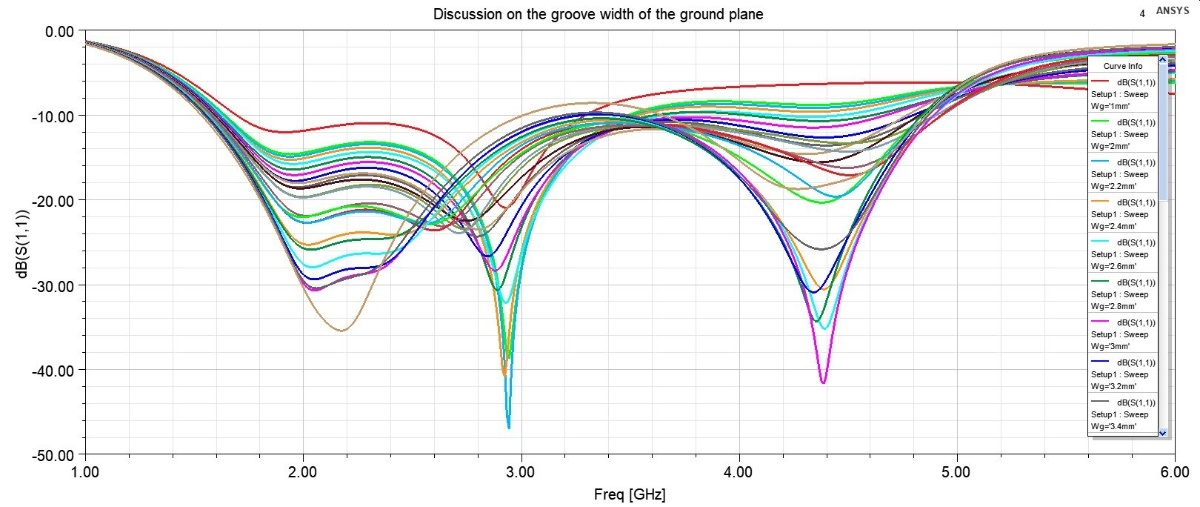 Discussion on the groove width of the ground plane
4 ANSYS
0.00
-10.00
-20.00
-30.00
-40.00
-50.00
dB(S(1,1))
1.00 2.00 3.00 4.00 5.00 6.00
Freq [GHz]
Curve Info
dB(S(1,1))
Setup1 : Sweep
Wg='1mm'
dB(S(1,1))
Setup1 : Sweep
Wg='2mm'
dB(S(1,1))
Setup1 : Sweep
Wg='2.2mm'
dB(S(1,1))
Setup1 : Sweep
Wg='2.4mm'
dB(S(1,1))
Setup1 : Sweep
Wg='2.6mm'
dB(S(1,1))
Setup1 : Sweep
Wg='2.8mm'
dB(S(1,1))
Setup1 : Sweep
Wg='3mm'
dB(S(1,1))
Setup1 : Sweep
Wg='3.2mm'
dB(S(1,1))
Setup1 : Sweep
Wg='3.4mm'